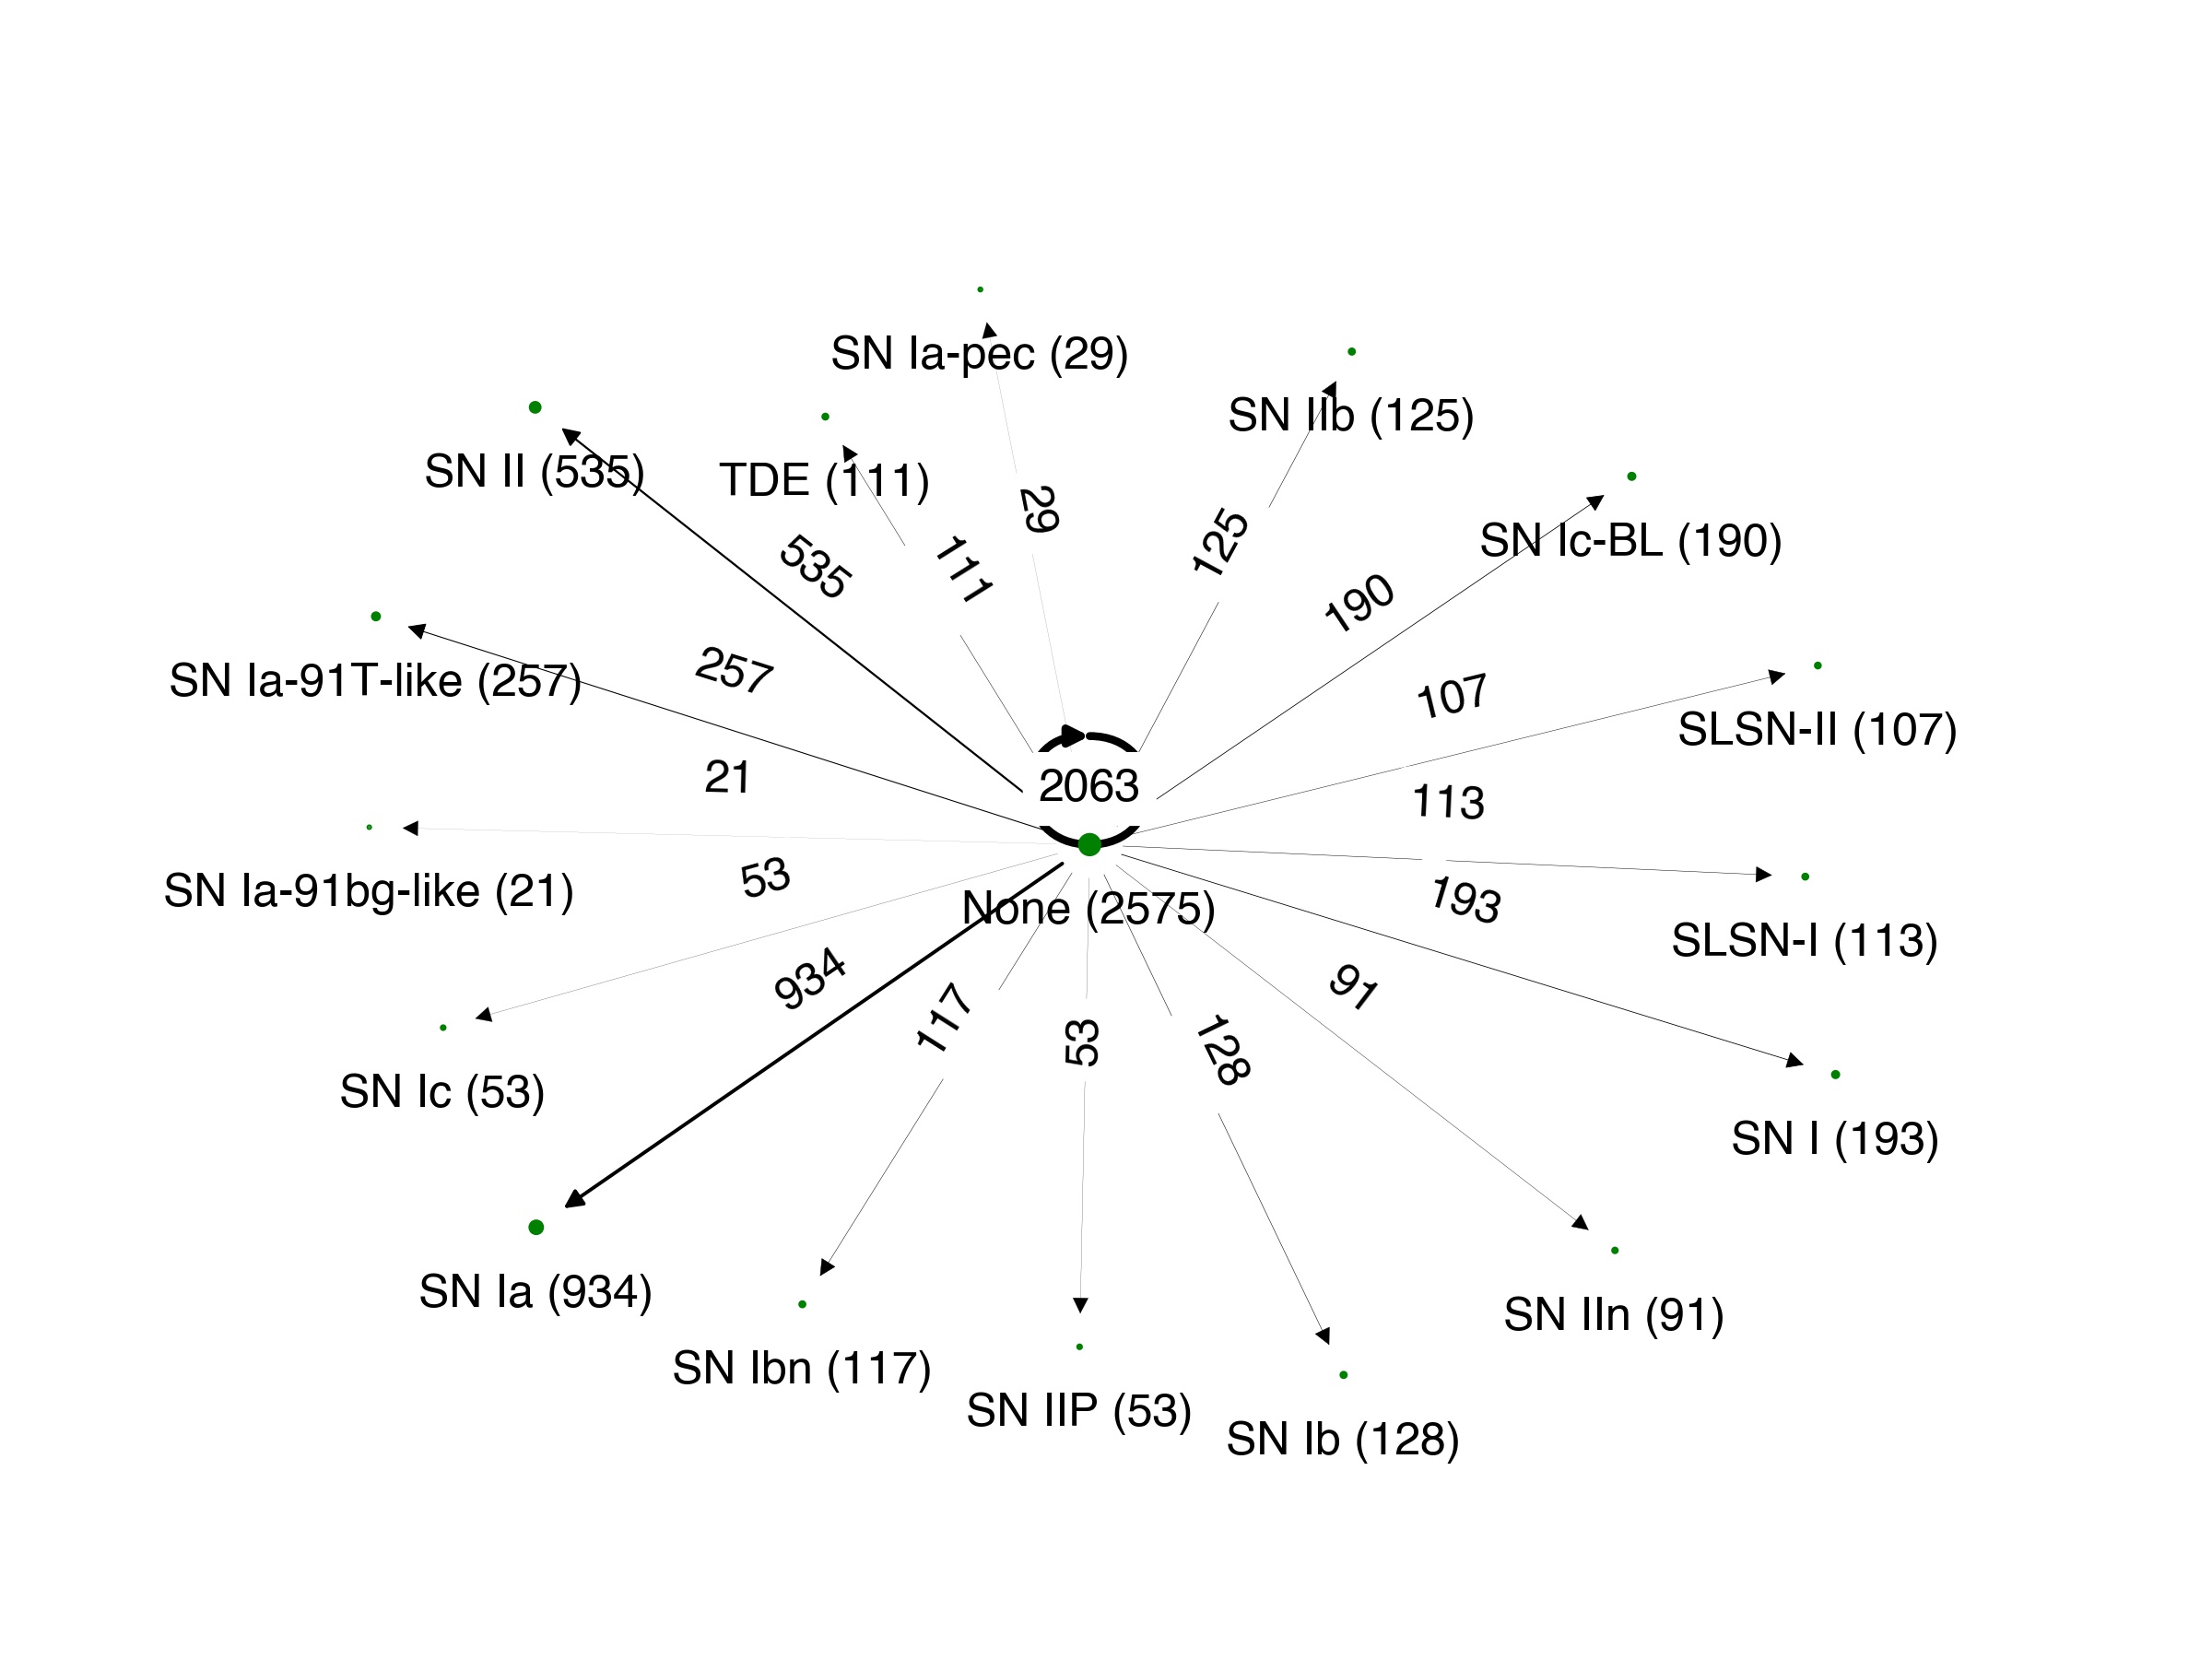 SN Ia-pec (29)
SN IIb (125)
SN II (535)
TDE (111)
29
125
SN Ic-BL (190)
535
111
190
257
107
SN Ia-91T-like (257)
SLSN-II (107)
21
2063
113
SN Ia-91bg-like (21)
53
None (2575)
193
SLSN-I (113)
934
117
53
128
91
SN Ic (53)
SN I (193)
SN Ia (934)
SN IIn (91)
SN Ibn (117)
SN IIP (53)
SN Ib (128)